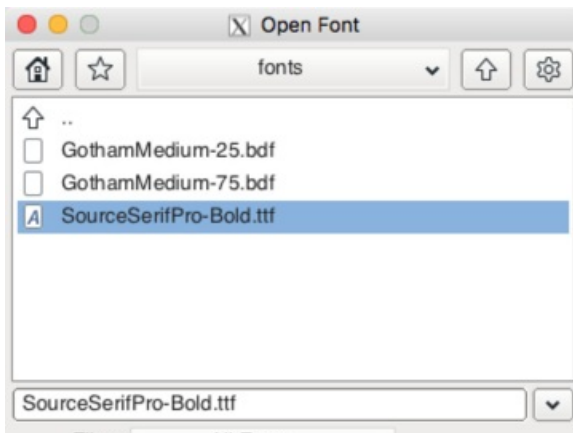 Open Font
fonts
..
GothamMedium-25.bdf
GothamMedium-75.bdf
SourceSerifPro-Bold.ttf
SourceSerifPro-Bold.ttf